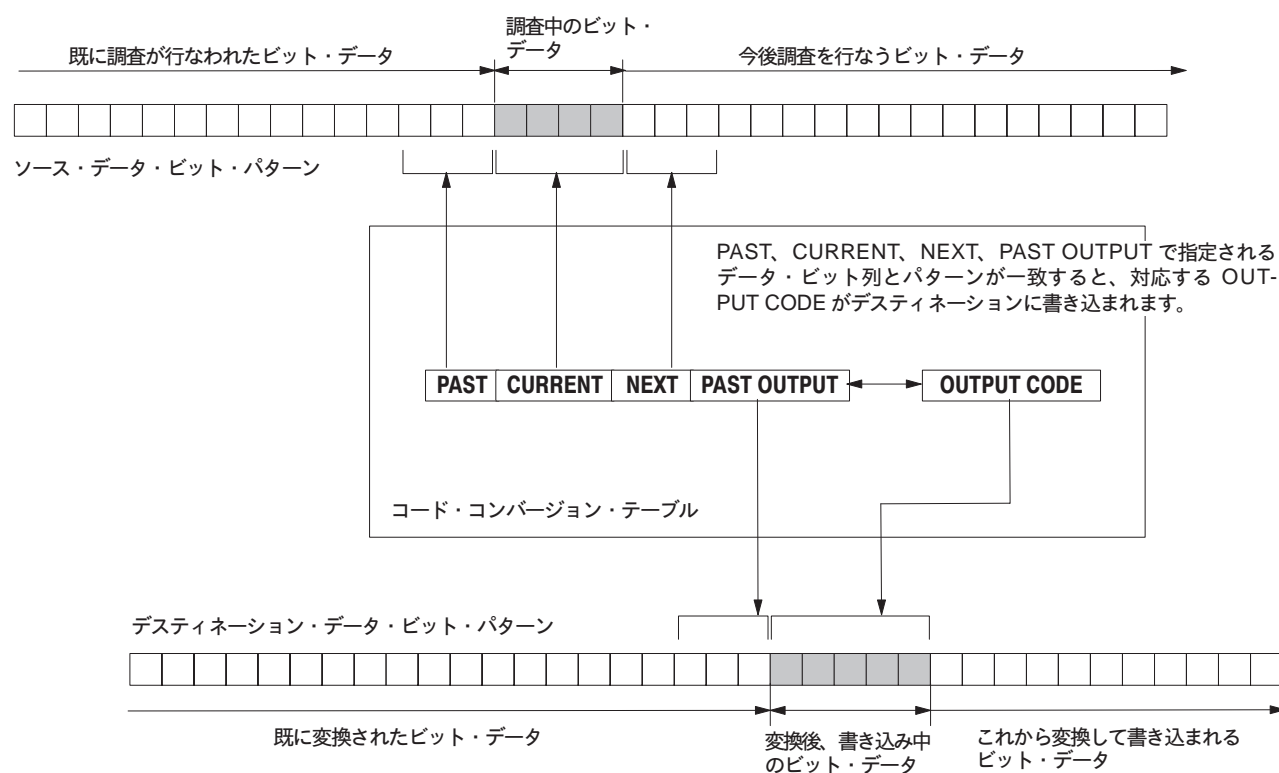 調査中のビット・
データ
既に調査が行なわれたビット・データ
今後調査を行なうビット・データ
ソース・データ・ビット・パターン
PAST、CURRENT、NEXT、PAST OUTPUT で指定される
データ・ビット列とパターンが一致すると、対応する OUT-
PUT CODE がデスティネーションに書き込まれます。
PAST CURRENT NEXT PAST OUTPUT OUTPUT CODE
コード・コンバージョン・テーブル
デスティネーション・データ・ビット・パターン
既に変換されたビット・データ
変換後、書き込み中
のビット・データ
これから変換して書き込まれる
ビット・データ